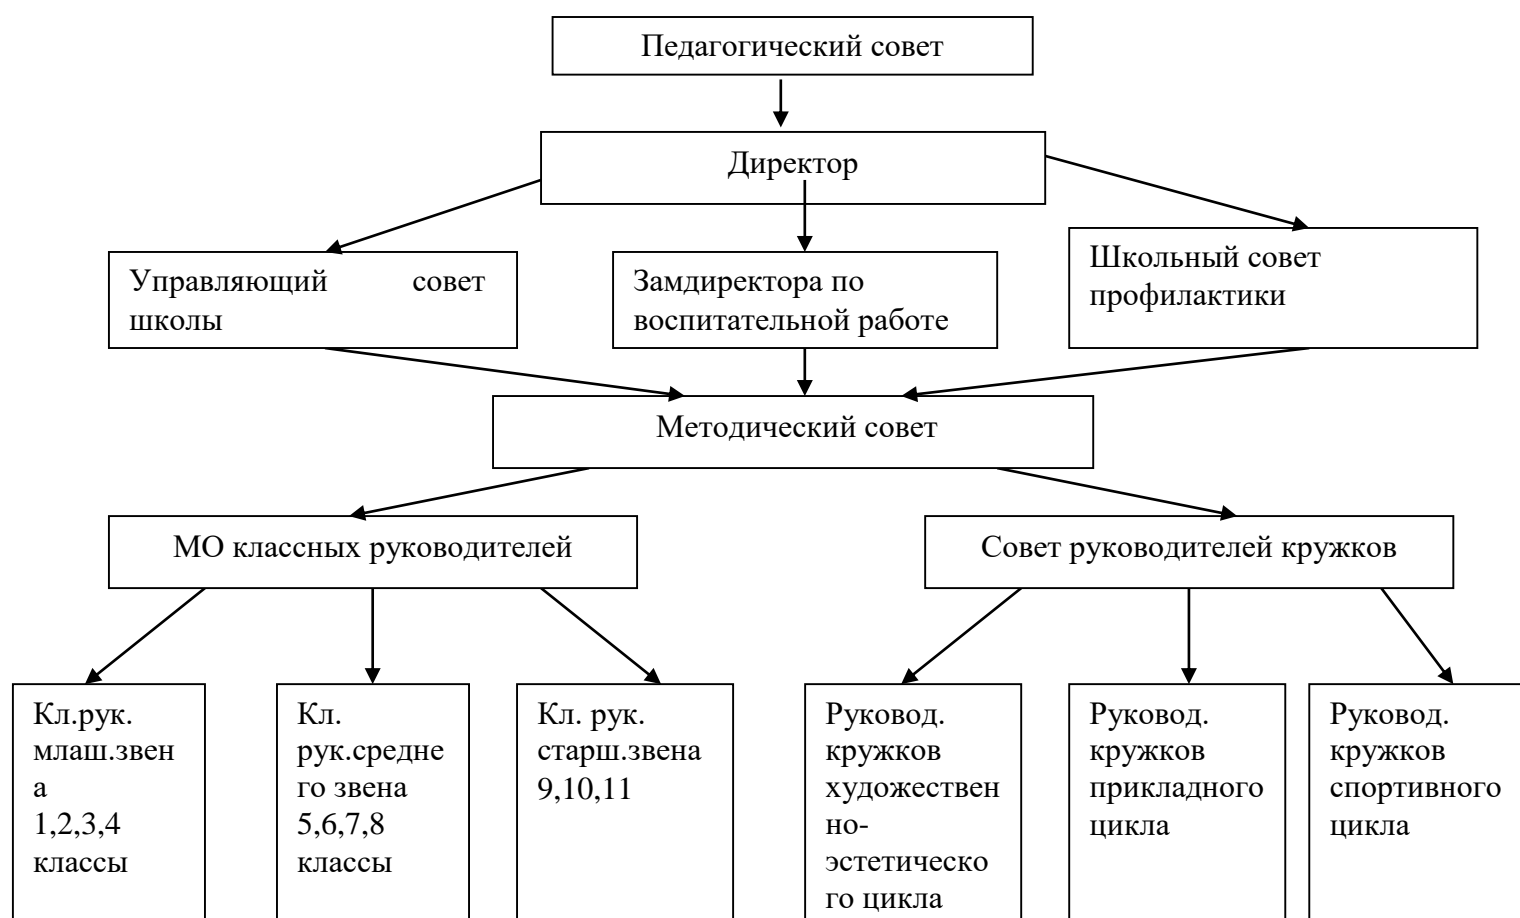 Педагогический совет
Директор
Управляющий совет
школы
Замдиректора по
воспитательной работе
Школьный совет
профилактики
Методический совет
МО классных руководителей
Совет руководителей кружков
Кл.рук.
млаш.звен
а
1,2,3,4
классы
Кл.
рук.средне
го звена
5,6,7,8
классы
Кл. рук.
старш.звена
9,10,11
Руковод.
кружков
художествен
но-
эстетическо
го цикла
Руковод.
кружков
прикладного
цикла
Руковод.
кружков
спортивного
цикла